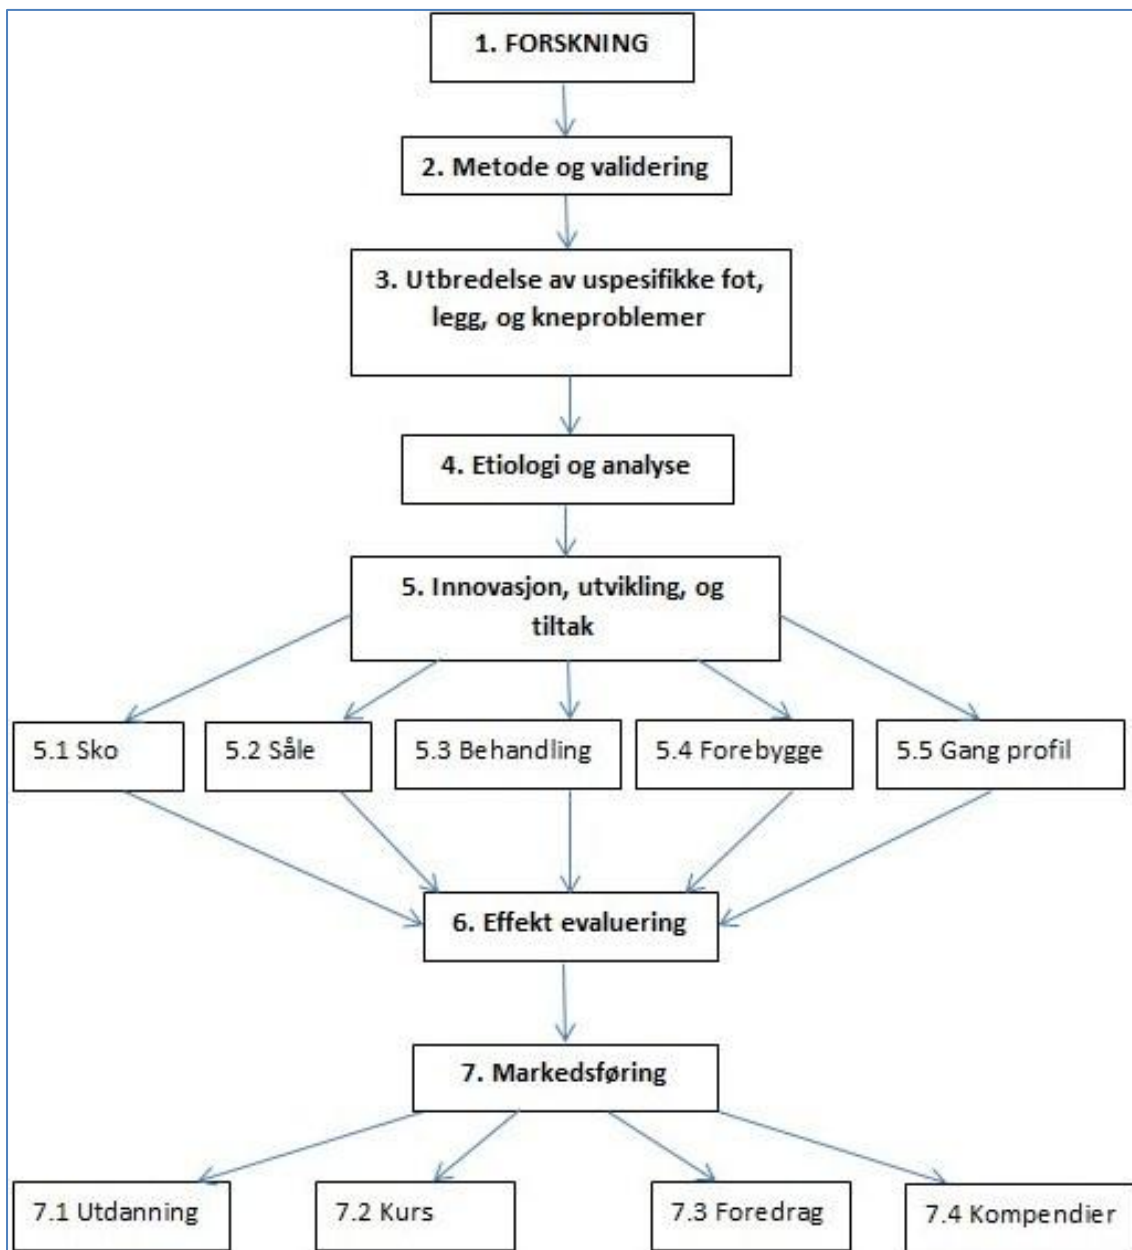 1. FORSKNING
2. Metode og validering
3. Utbredelse av uspesifikke fot,
legg, og kneproblemer
4. Etiologi og analyse
5. Innovasjon, utvikling, og
tiltak
5.1 Sko
5.2 Såle
5.3 Behandling
5.4 Forebygge
5.5 Gang profil
6. Effekt evaluering
7. Markedsføring
7.1 Utdanning
7.2 Kurs
7.3 Foredrag
7.4 Kompendier